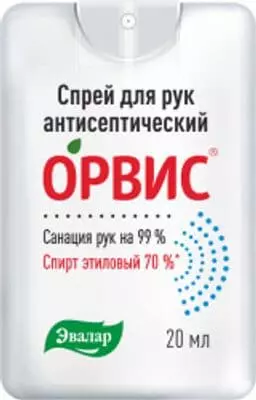 Спрей для рук
антисептический
ОРВИС®
Санация рук на 99 %
Спирт этиловый 70 %*
Эвалар
20 мл